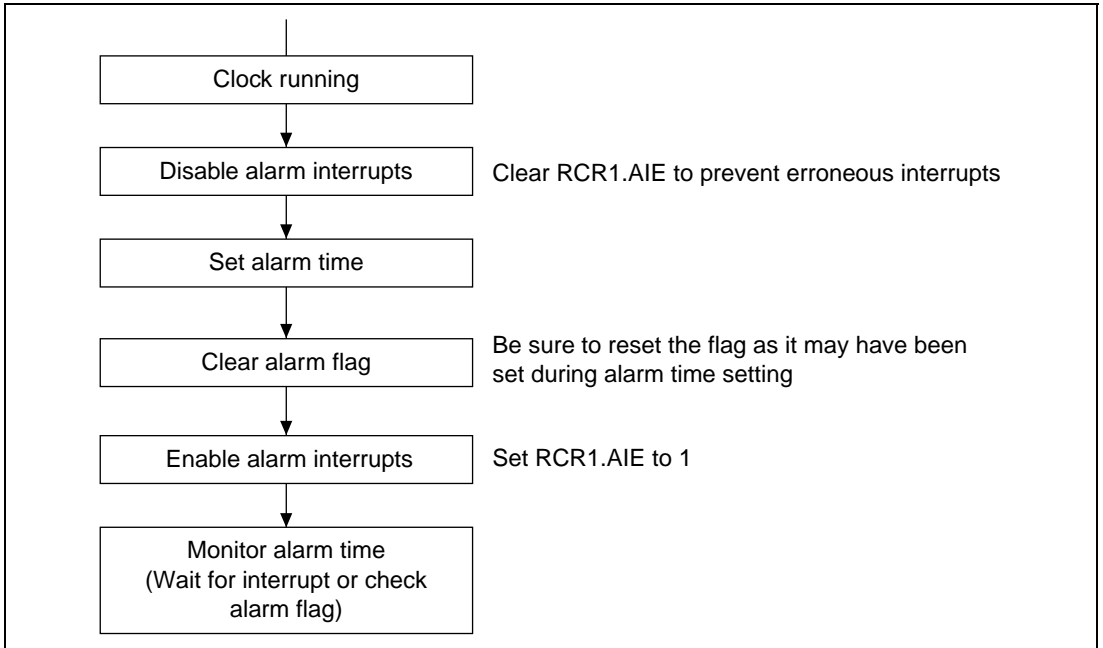 Clock running
Disable alarm interrupts
Clear RCR1.AIE to prevent erroneous interrupts
Set alarm time
Clear alarm flag
Be sure to reset the flag as it may have been
set during alarm time setting
Enable alarm interrupts
Set RCR1.AIE to 1
Monitor alarm time
(Wait for interrupt or check
alarm flag)